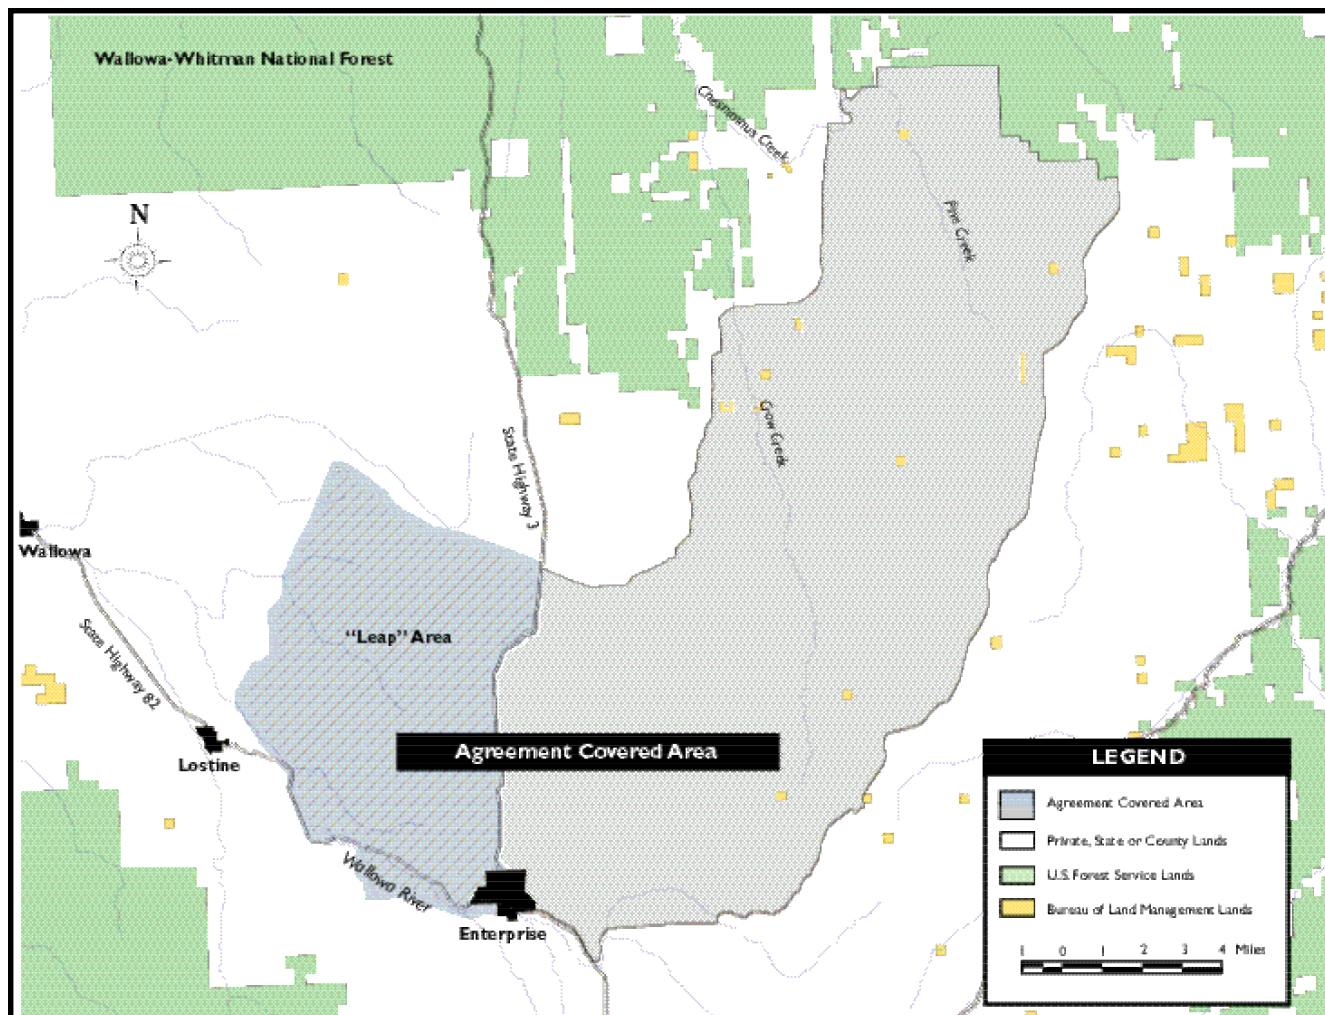 Wallowa-Whitman National Forest
Chesnimnus Creek
N
Pine Creek
Crow Creek
State Highway 3
Wallowa
"Leap" Area
State Highway 82
Lostine
Agreement Covered Area
Wallowa River
Enterprise
LEGEND
Agreement Covered Area
Private, State or County Lands
U.S. Forest Service Lands
Bureau of Land Management Lands
1 0 1 2 3 4 Miles